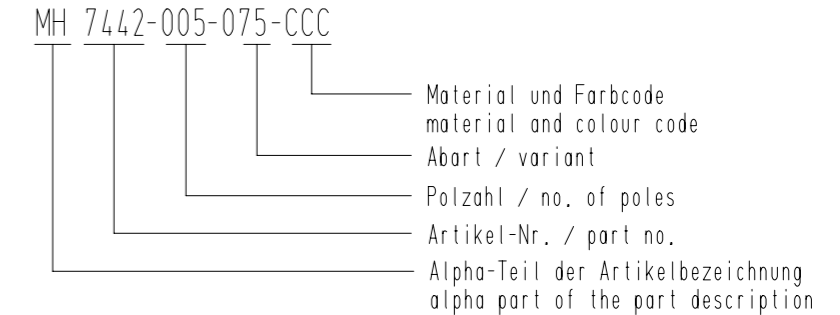 MH 7442-005-075-CCC
Material und Farbcode
material and colour code
Abart / variant
Polzahl / no. of poles
Artikel-Nr. / part no.
Alpha-Teil der Artikelbezeichnung
alpha part of the part description